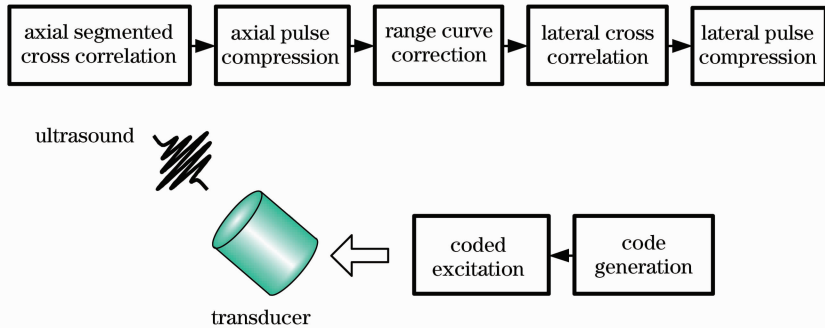 axial segmented
cross correlation
axial pulse
compression
range curve
correction
lateral cross
correlation
lateral pulse
compression
ultrasound
coded
excitation
code
generation
transducer